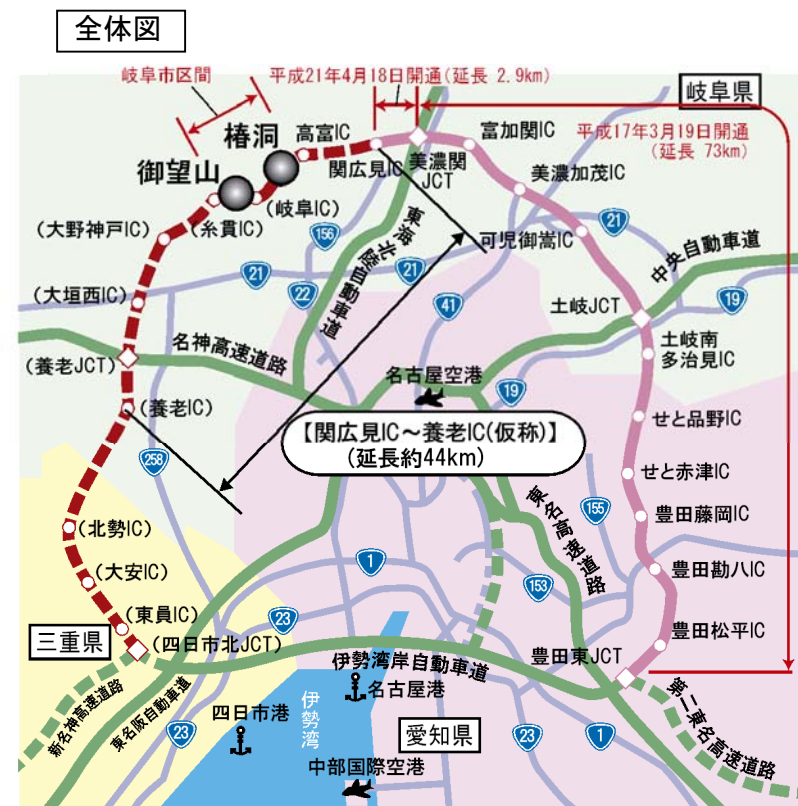 全体図
岐阜市区間
平成21年4月18日開通(延長 2.9km)
岐阜県
平成17年3月19日開通
(延長 73km)
椿洞
高富IC
富加関IC
御望山
関広見IC
美濃関
JCT
美濃加茂IC
(大野神戸IC)
(糸貫IC)
(岐阜IC)
156
東海北陸自動車道
可児御嵩IC
21
中央自動車道
21
22
21
41
19
(大垣西IC)
土岐JCT
名神高速道路
(養老JCT)
土岐南
多治見IC
名古屋空港
19
(養老IC)
せと品野IC
【関広見IC～養老IC(仮称)】
(延長約44km)
258
せと赤津IC
東名高速道路
155
豊田藤岡IC
(北勢IC)
(大安IC)
1
153
豊田勘八IC
(東員IC)
23
豊田松平IC
三重県
(四日市北JCT)
伊勢湾岸自動車道
豊田東JCT
新名神高速道路
東名阪自動車道
伊勢湾
名古屋港
第二東名高速道路
四日市港
23
愛知県
23
1
中部国際空港